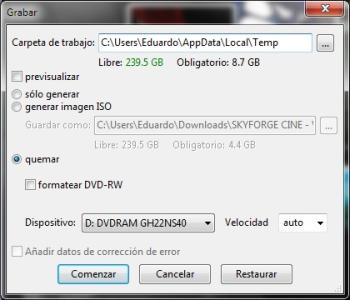 Grabar
Carpeta de trabajo: C:\Users\Eduardo\AppData\Local\Temp ...
Libre: 239.5 GB Obligatorio: 8.7 GB
previsualizar
sólo generar
generar imagen ISO
Guardar como: C:\Users\Eduardo\Downloads\SKYFORGE CINE - ...
Libre: 239.5 GB Obligatorio: 4.4 GB
quemar
formatear DVD-RW
Dispositivo: D: DVDRAM GH22NS40 Velocidad auto
Añadir datos de corrección de error
Comenzar Cancelar Restaurar